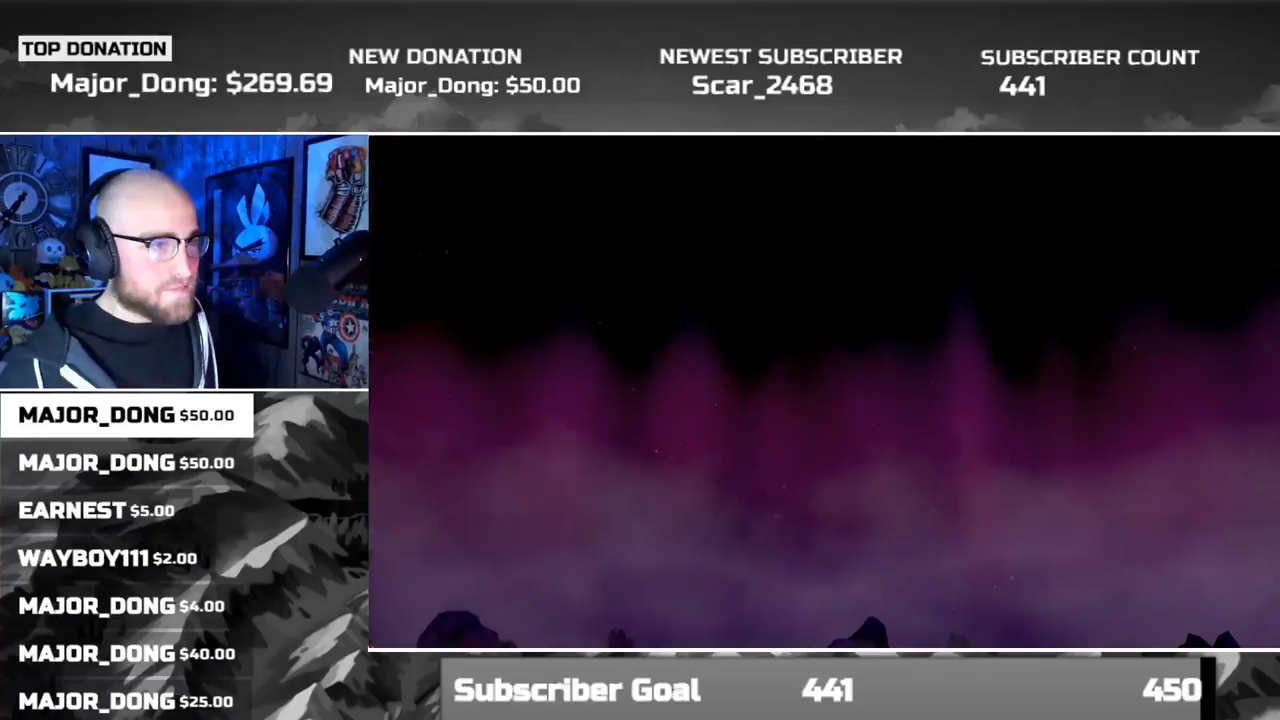 TOP DONATION
Major_Dong: $269.69
NEW DONATION
Major_Dong: $50.00
NEWEST SUBSCRIBER
Scar_2468
SUBSCRIBER COUNT
441
MAJOR_DONG $50.00
MAJOR_DONG $50.00
EARNEST $5.00
WAYBOY111 $2.00
MAJOR_DONG $4.00
MAJOR_DONG $40.00
MAJOR_DONG $25.00
Subscriber Goal 441 450